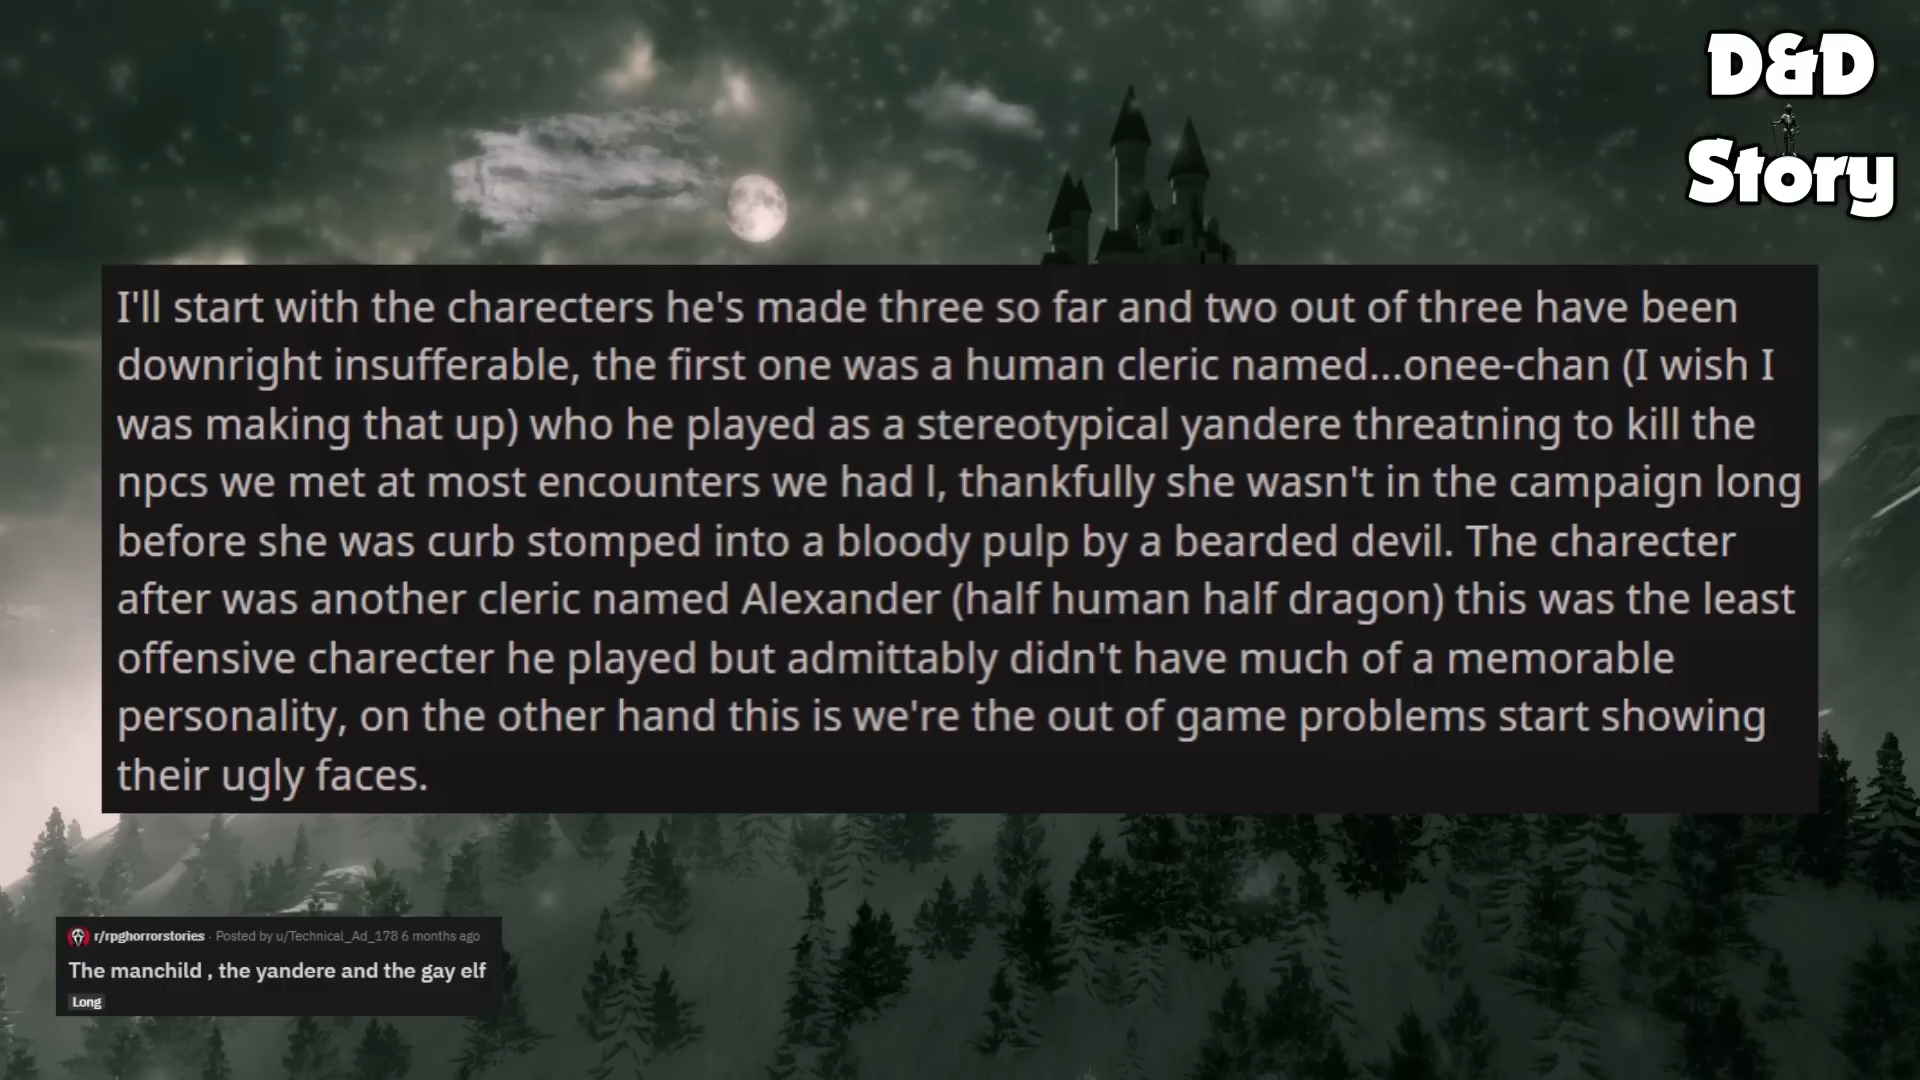 D&D
Story
I'll start with the charecters he's made three so far and two out of three have been
downright insufferable, the first one was a human cleric named...onee-chan (I wish I
was making that up) who he played as a stereotypical yandere threatning to kill the
npcs we met at most encounters we had l, thankfully she wasn't in the campaign long
before she was curb stomped into a bloody pulp by a bearded devil. The charecter
after was another cleric named Alexander (half human half dragon) this was the least
offensive charecter he played but admittably didn't have much of a memorable
personality, on the other hand this is we're the out of game problems start showing
their ugly faces.
r/rpghorrorstories · Posted by u/Technical_Ad_178 6 months ago
The manchild , the yandere and the gay elf
Long